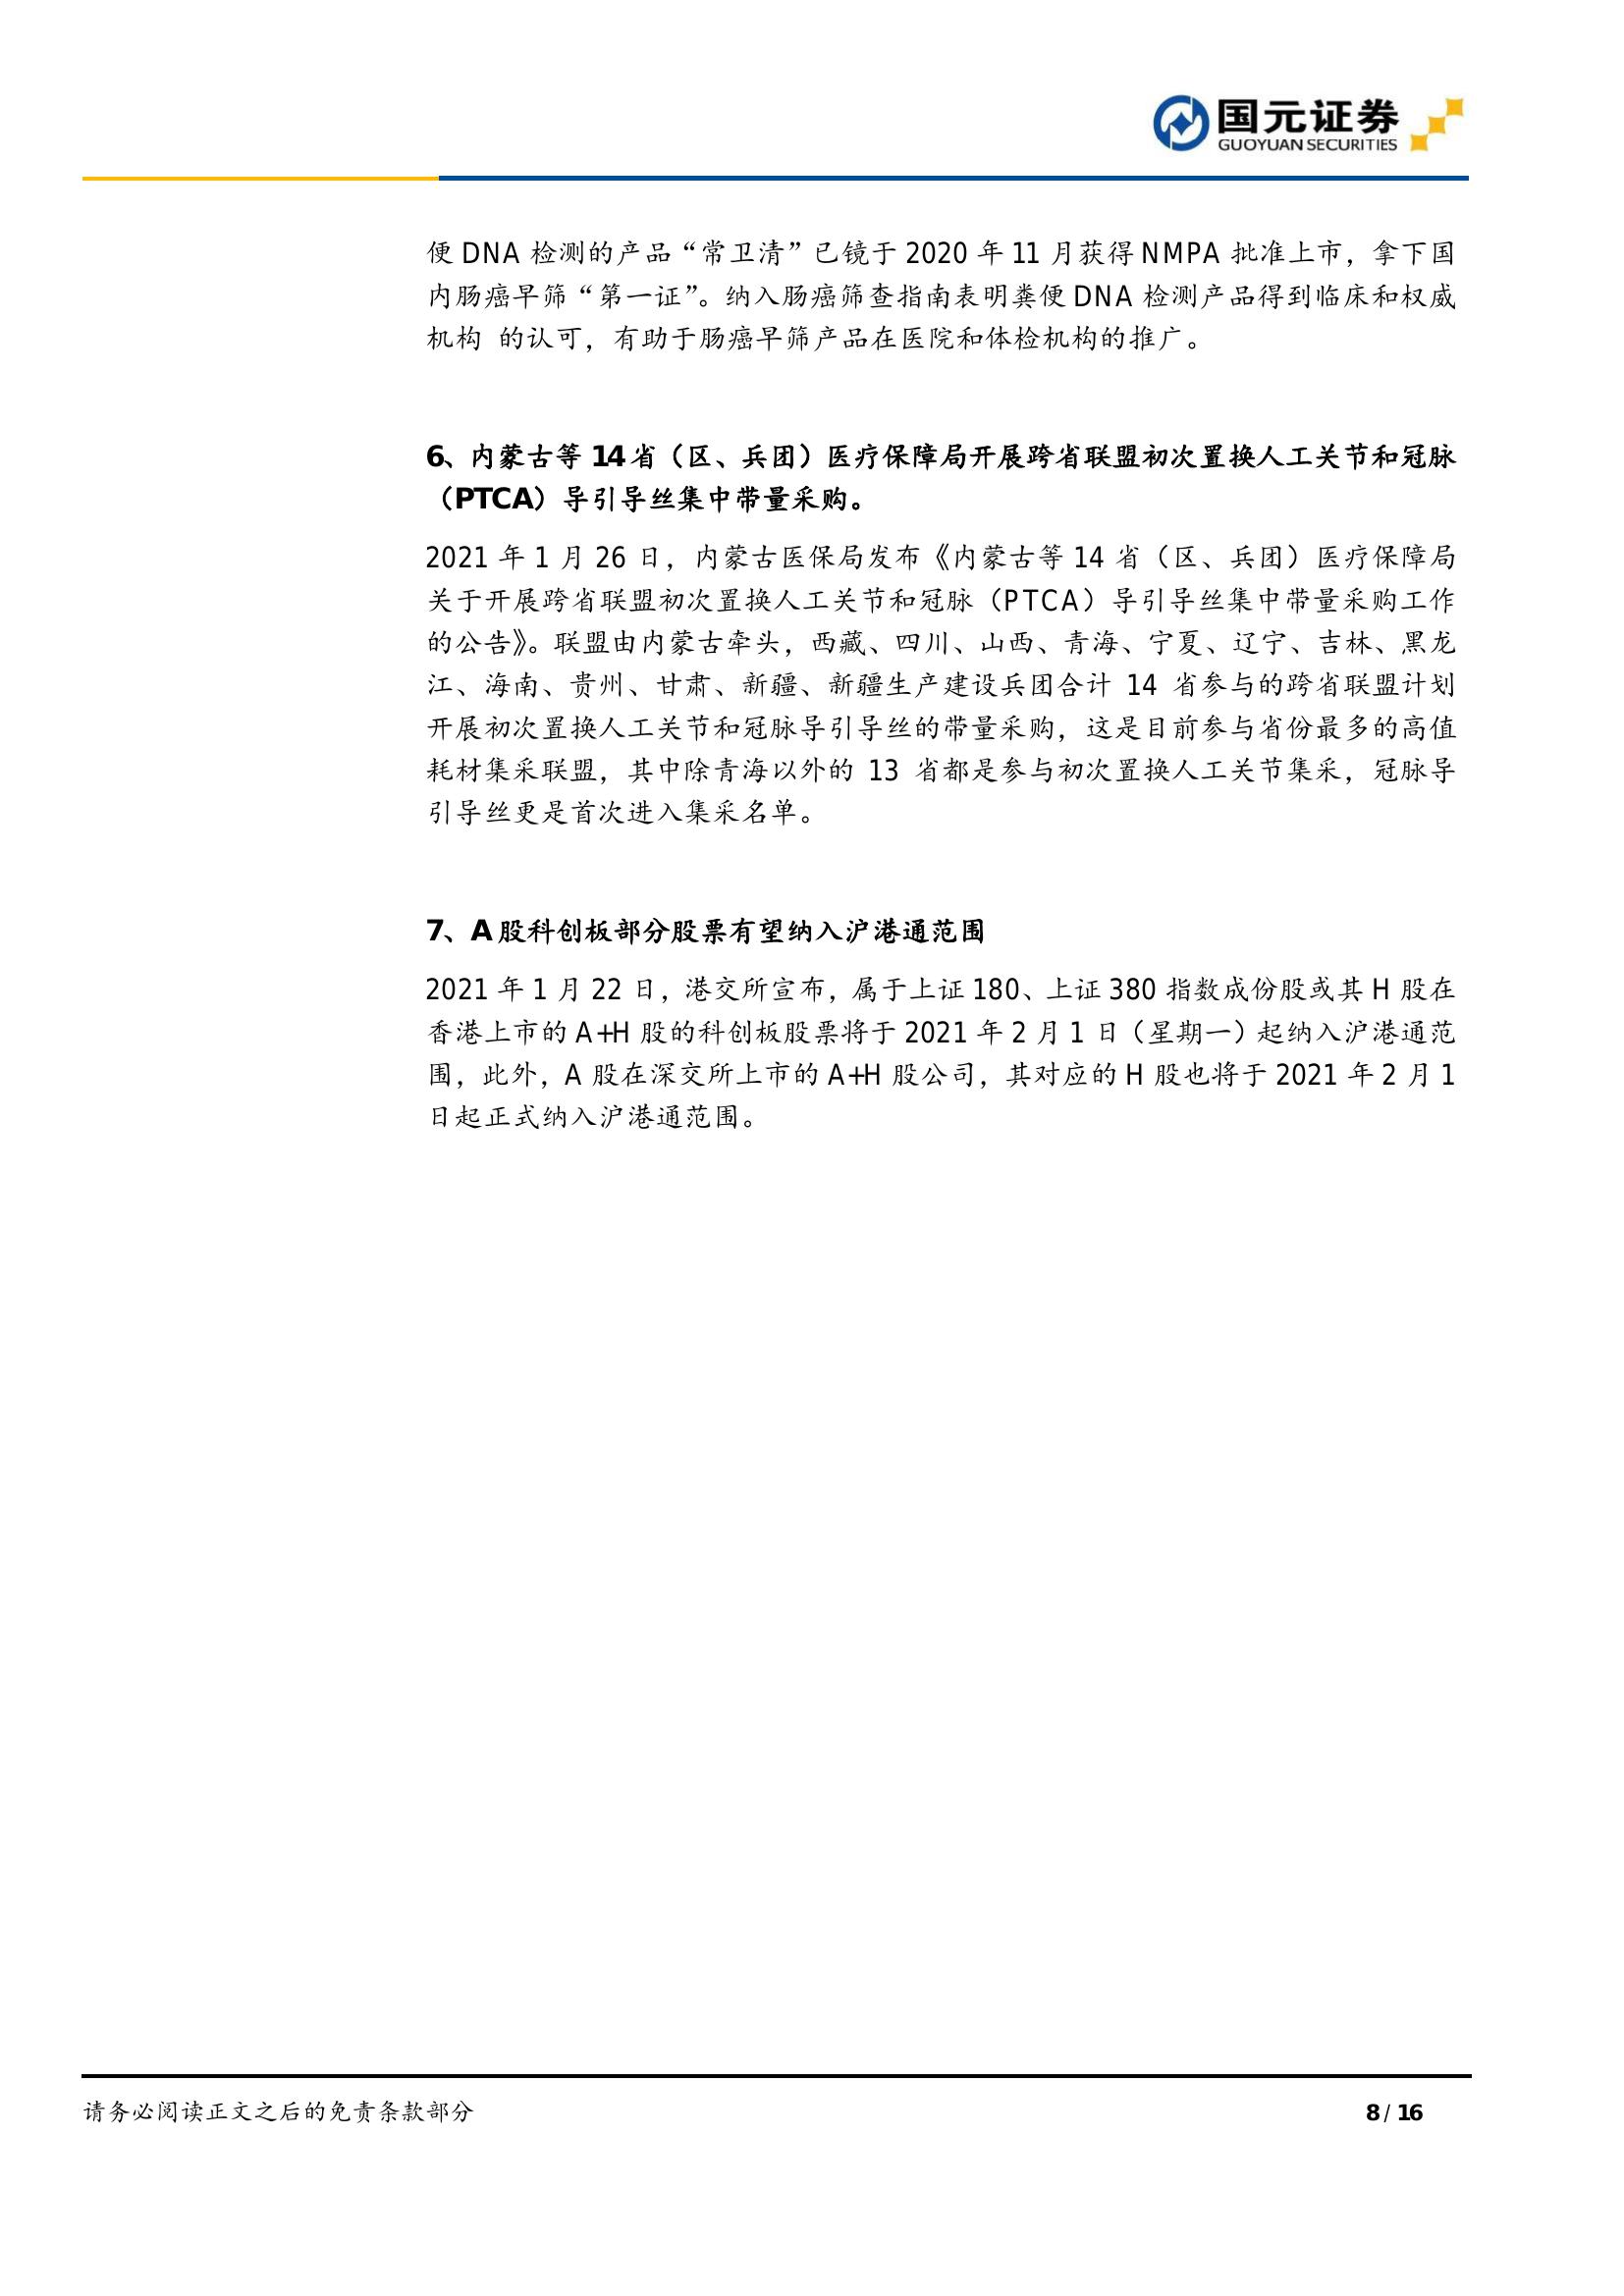 国元证券
GUOYUAN SECURITIES
便 DNA 检测的产品“常卫清”已镜于 2020 年 11 月获得 NMPA 批准上市，拿下国
内肠癌早筛“第一证”。纳入肠癌筛查指南表明粪便 DNA 检测产品得到临床和权威
机构 的认可，有助于肠癌早筛产品在医院和体检机构的推广。
6、内蒙古等 14 省（区、兵团）医疗保障局开展跨省联盟初次置换人工关节和冠脉
（PTCA）导引导丝集中带量采购。
2021 年 1 月 26 日，内蒙古医保局发布《内蒙古等 14 省（区、兵团）医疗保障局
关于开展跨省联盟初次置换人工关节和冠脉（PTCA）导引导丝集中带量采购工作
的公告》。联盟由内蒙古牵头，西藏、四川、山西、青海、宁夏、辽宁、吉林、黑龙
江、海南、贵州、甘肃、新疆、新疆生产建设兵团合计 14 省参与的跨省联盟计划
开展初次置换人工关节和冠脉导引导丝的带量采购，这是目前参与省份最多的高值
耗材集采联盟，其中除青海以外的 13 省都是参与初次置换人工关节集采，冠脉导
引导丝更是首次进入集采名单。
7、A 股科创板部分股票有望纳入沪港通范围
2021 年 1 月 22 日，港交所宣布，属于上证 180、上证 380 指数成份股或其 H 股在
香港上市的 A+H 股的科创板股票将于 2021 年 2 月 1 日（星期一）起纳入沪港通范
围，此外，A 股在深交所上市的 A+H 股公司，其对应的 H 股也将于 2021 年 2 月 1
日起正式纳入沪港通范围。
请务必阅读正文之后的免责条款部分
8 / 16